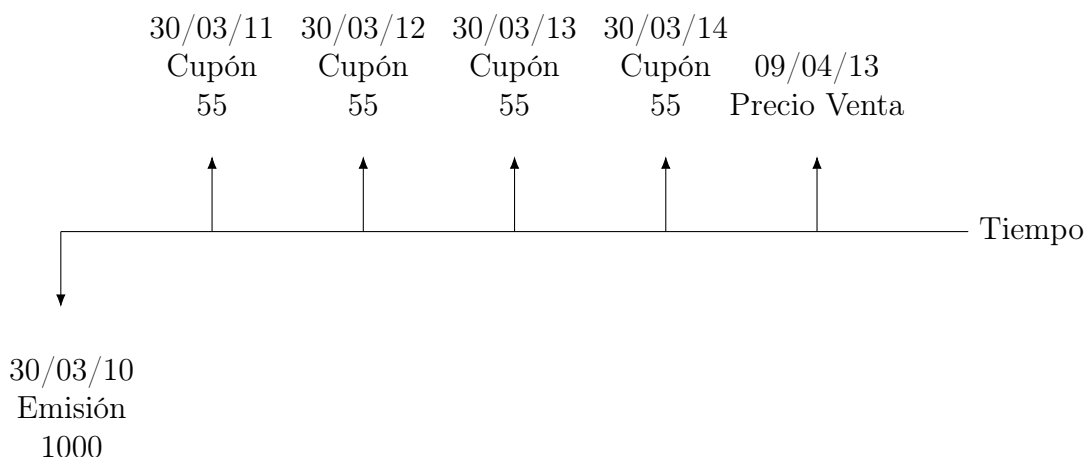 30/03/11
Cupón
55
30/03/12
Cupón
55
30/03/13
Cupón
55
30/03/14
Cupón
55
09/04/13
Precio Venta
Tiempo
30/03/10
Emisión
1000